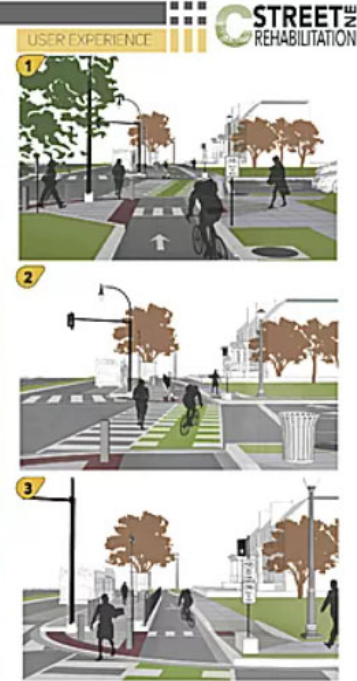 C STREET NE
REHABILITATION
USER EXPERIENCE
1
2
3